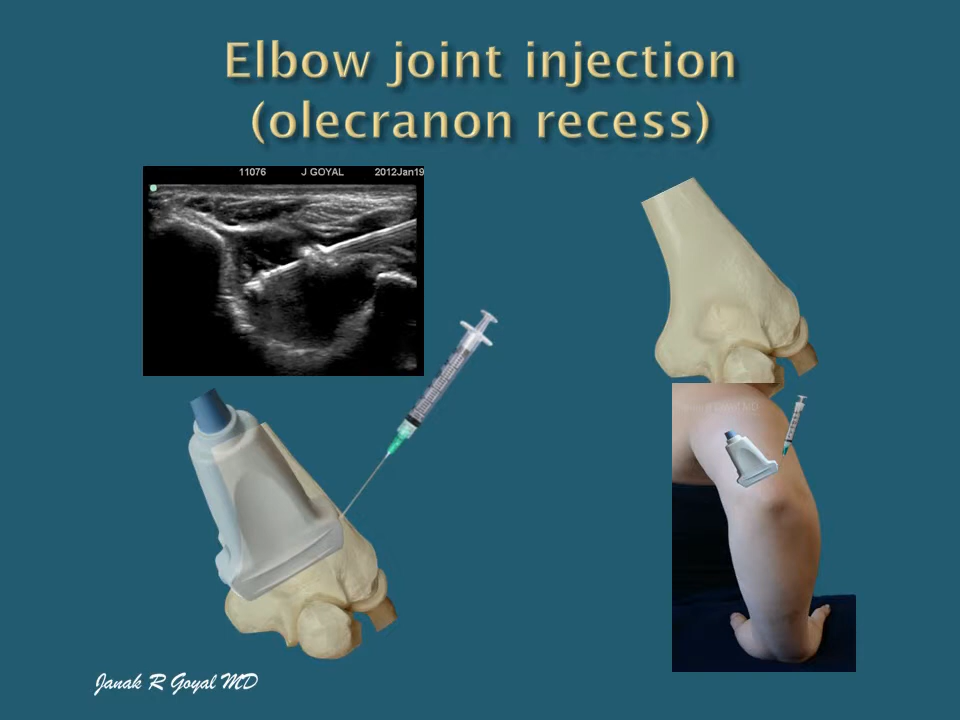 Elbow joint injection
(olecranon recess)
11076 J GOYAL 2012Jan19
Janak R Goyal MD